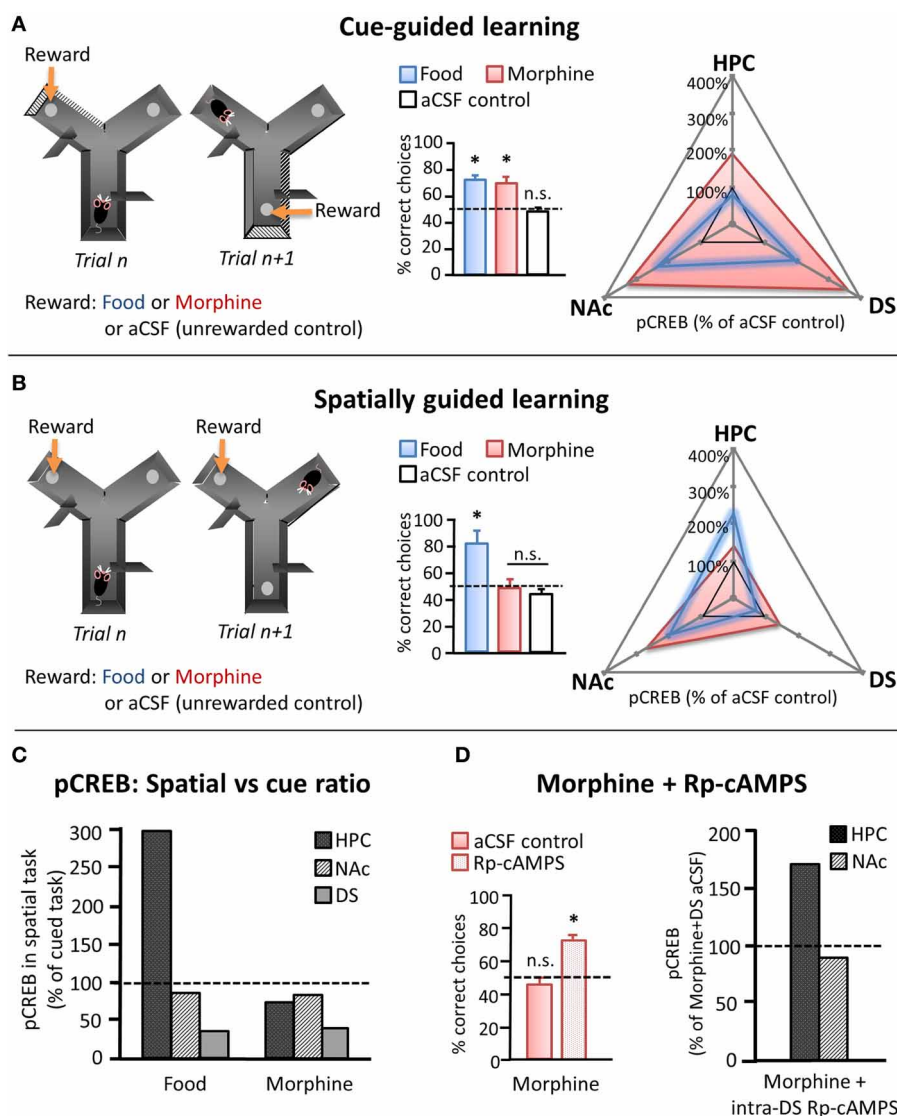 A
Cue-guided learning
Reward
Reward
Trial n
Trial n+1
Reward: Food or Morphine
or aCSF (unrewarded control)
Food
Morphine
aCSF control
% correct choices
100
80
60
40
20
0
*
*
n.s.
HPC
400%
300%
200%
100%
NAc
DS
pCREB (% of aCSF control)
B
Spatially guided learning
Reward
Reward
Trial n
Trial n+1
Reward: Food or Morphine
or aCSF (unrewarded control)
Food
Morphine
aCSF control
% correct choices
100
80
60
40
20
0
*
n.s.
HPC
400%
300%
200%
100%
NAc
DS
pCREB (% of aCSF control)
C
pCREB: Spatial vs cue ratio
pCREB in spatial task
(% of cued task)
300
250
200
150
100
50
0
HPC
NAc
DS
Food
Morphine
D
Morphine + Rp-cAMPS
aCSF control
Rp-cAMPS
% correct choices
100
80
60
40
20
0
n.s.
*
Morphine
pCREB
(% of Morphine+DS aCSF)
200
150
100
50
0
HPC
NAc
Morphine +
intra-DS Rp-cAMPS